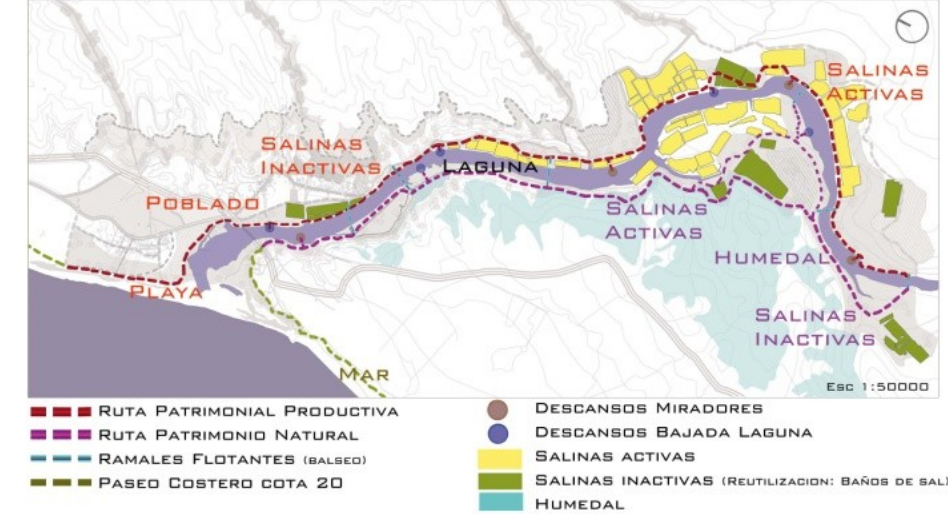 SALINAS
ACTIVAS
SALINAS
INACTIVAS
LAGUNA
POBLADO
SALINAS
ACTIVAS
HUMEDAL
PLAYA
SALINAS
INACTIVAS
MAR
ESC 1:50000
RUTA PATRIMONIAL PRODUCTIVA
RUTA PATRIMONIO NATURAL
RAMALES FLOTANTES (BALSEO)
PASEO COSTERO COTA 20
DESCANSOS MIRADORES
DESCANSOS BAJADA LAGUNA
SALINAS ACTIVAS
SALINAS INACTIVAS (REUTILIZACION: BAÑOS DE SAL)
HUMEDAL